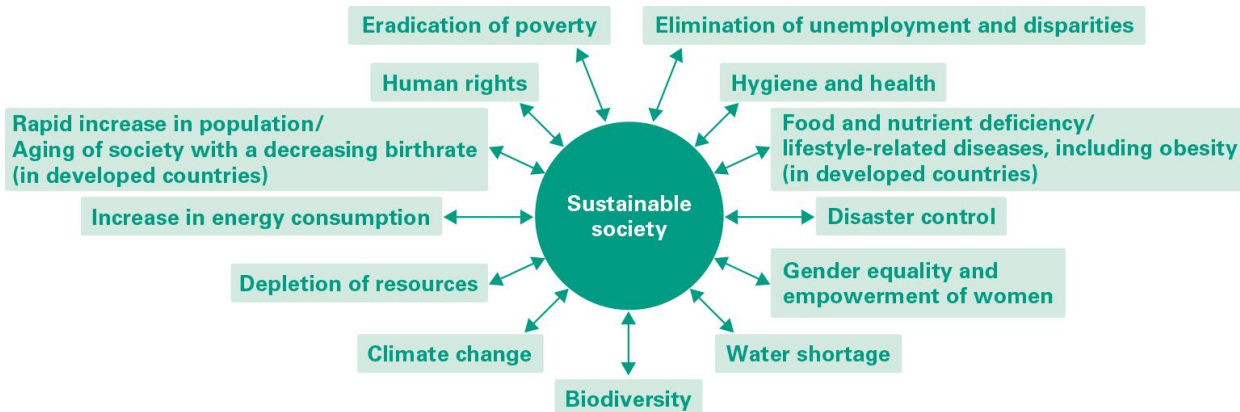 Eradication of poverty
Elimination of unemployment and disparities
Human rights
Hygiene and health
Rapid increase in population/
Aging of society with a decreasing birthrate
(in developed countries)
Food and nutrient deficiency/
lifestyle-related diseases, including obesity
(in developed countries)
Sustainable
society
Increase in energy consumption
Disaster control
Depletion of resources
Gender equality and
empowerment of women
Climate change
Water shortage
Biodiversity